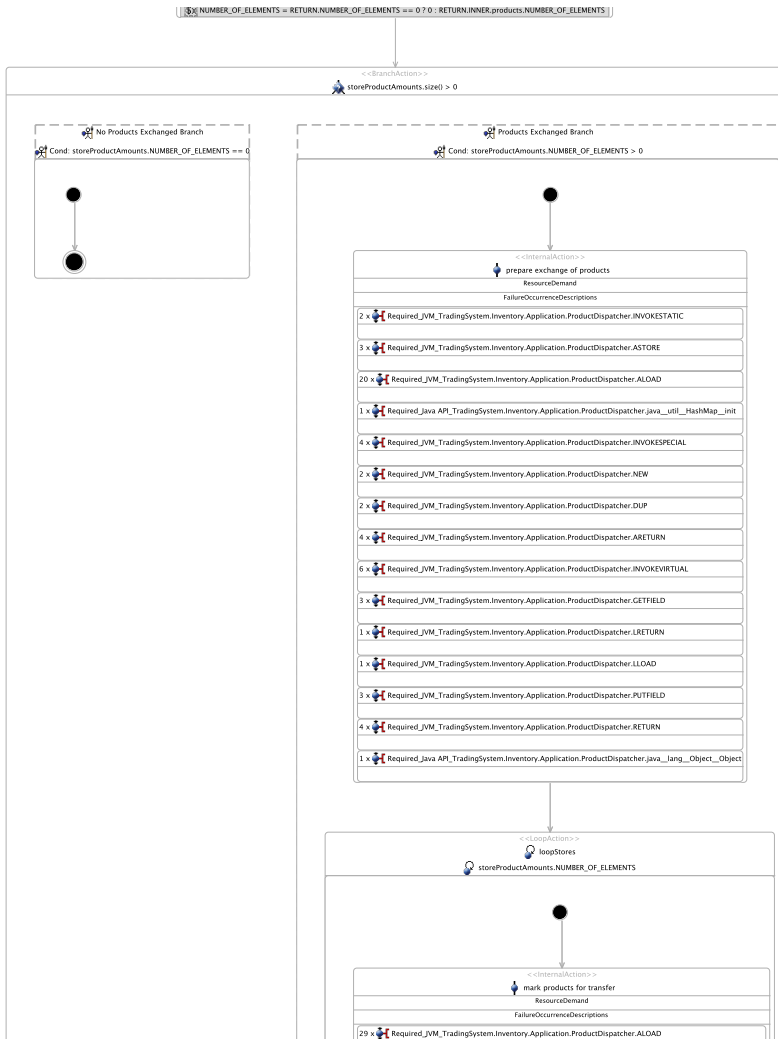 NUMBER_OF_ELEMENTS = RETURN.NUMBER_OF_ELEMENTS == 0 ? 0 : RETURN.INNER.products.NUMBER_OF_ELEMENTS
<<BranchAction>>
storeProductAmounts.size() > 0
No Products Exchanged Branch
Cond: storeProductAmounts.NUMBER_OF_ELEMENTS == 0
Products Exchanged Branch
Cond: storeProductAmounts.NUMBER_OF_ELEMENTS > 0
<<InternalAction>>
prepare exchange of products
ResourceDemand
FailureOccurrenceDescriptions
2 x Required_JVM_TradingSystem.Inventory.Application.ProductDispatcher.INVOKESTATIC
3 x Required_JVM_TradingSystem.Inventory.Application.ProductDispatcher.ASTORE
20 x Required_JVM_TradingSystem.Inventory.Application.ProductDispatcher.ALOAD
1 x Required_Java API_TradingSystem.Inventory.Application.ProductDispatcher.java__util__HashMap__init
4 x Required_JVM_TradingSystem.Inventory.Application.ProductDispatcher.INVOKESPECIAL
2 x Required_JVM_TradingSystem.Inventory.Application.ProductDispatcher.NEW
2 x Required_JVM_TradingSystem.Inventory.Application.ProductDispatcher.DUP
4 x Required_JVM_TradingSystem.Inventory.Application.ProductDispatcher.ARETURN
6 x Required_JVM_TradingSystem.Inventory.Application.ProductDispatcher.INVOKEVIRTUAL
3 x Required_JVM_TradingSystem.Inventory.Application.ProductDispatcher.GETFIELD
1 x Required_JVM_TradingSystem.Inventory.Application.ProductDispatcher.LRETURN
1 x Required_JVM_TradingSystem.Inventory.Application.ProductDispatcher.LLOAD
3 x Required_JVM_TradingSystem.Inventory.Application.ProductDispatcher.PUTFIELD
4 x Required_JVM_TradingSystem.Inventory.Application.ProductDispatcher.RETURN
1 x Required_Java API_TradingSystem.Inventory.Application.ProductDispatcher.java__lang__Object__Object
<<LoopAction>>
loopStores
storeProductAmounts.NUMBER_OF_ELEMENTS
<<InternalAction>>
mark products for transfer
ResourceDemand
FailureOccurrenceDescriptions
29 x Required_JVM_TradingSystem.Inventory.Application.ProductDispatcher.ALOAD